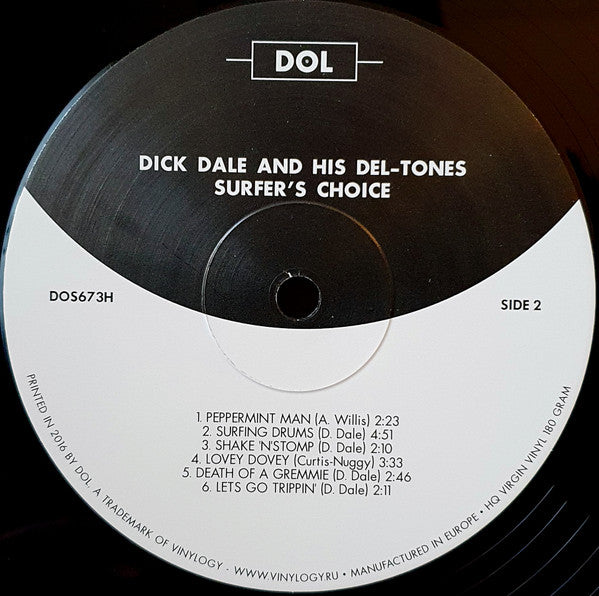 DOL
DICK DALE AND HIS DEL-TONES
SURFER'S CHOICE
DOS673H
SIDE 2
1. PEPPERMINT MAN (A. Willis) 2:23
2. SURFING DRUMS (D. Dale) 4:51
3. SHAKE 'N'STOMP (D. Dale) 2:10
4. LOVEY DOVEY (Curtis-Nuggy) 3:33
5. DEATH OF A GREMMIE (D. Dale) 2:46
6. LETS GO TRIPPIN' (D. Dale) 2:11
PRINTED IN 2016 BY DOL, A TRADEMARK OF VINYLOGY - WWW.VINYLOGY.RU • MANUFACTURED IN EUROPE • HQ VIRGIN VINYL 180 GRAM